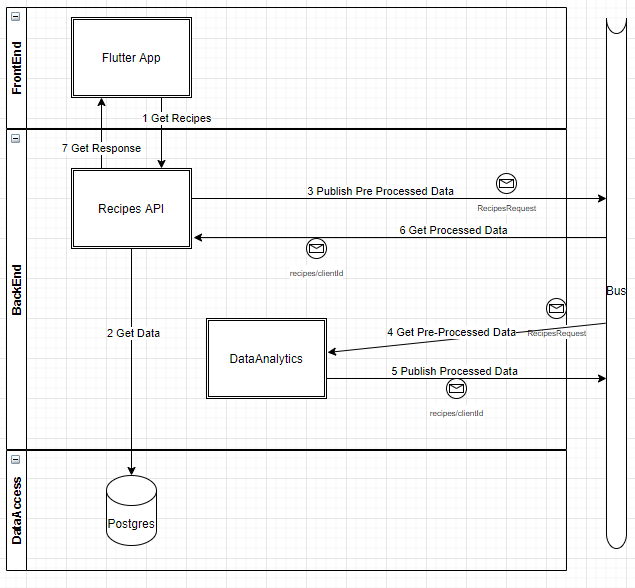 FrontEnd
Flutter App
1 Get Recipes
7 Get Response
BackEnd
Recipes API
3 Publish Pre Processed Data
RecipesRequest
6 Get Processed Data
recipes/clientId
Bus
2 Get Data
4 Get Pre-Processed Data
RecipesRequest
DataAnalytics
5 Publish Processed Data
recipes/clientId
DataAccess
Postgres